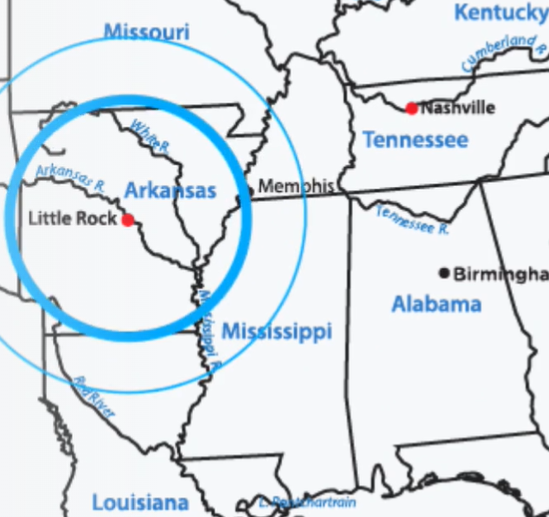 Kentucky
Missouri
Cumberland R.
Nashville
White R.
Tennessee
Arkansas R.
Arkansas
Memphis
Little Rock
Tennessee R.
Birmingha
Mississippi R.
Alabama
Mississippi
Red River
Louisiana
L. Pontchartrain